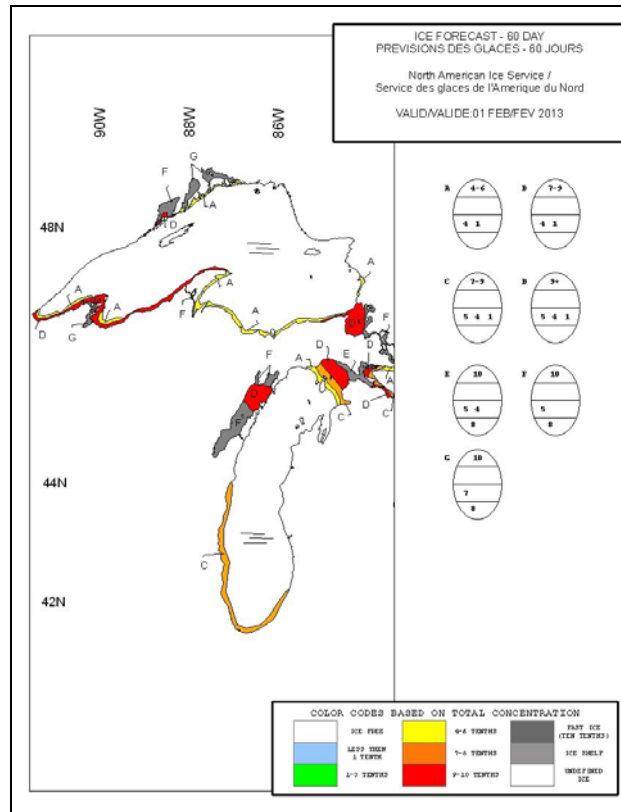 ICE FORECAST - 60 DAY
PREVISIONS DES GLACES - 60 JOURS
North American Ice Service /
Service des glaces de l'Amerique du Nord
VALID/VALIDE:01 FEB/FEV 2013
90W
88W
86W
G
F
A
D
48N
A
A
A
A
A
D
G
F
D
D
F
D
E
D
F
A
A
D
C
D
C
F
44N
C
42N
A 4-6
4 1
B 7-9
4 1
C 7-9
5 4 1
D 9+
5 4 1
E 10
5 4
8
F 10
5
8
G 10
7
8
COLOR CODES BASED ON TOTAL CONCENTRATION
ICE FREE
4-6 TENTHS
FAST ICE
(TEN TENTHS)
LESS THEN
1 TENTH
7-8 TENTHS
ICE SHELF
1-3 TENTHS
9-10 TENTHS
UNDEFINED
ICE